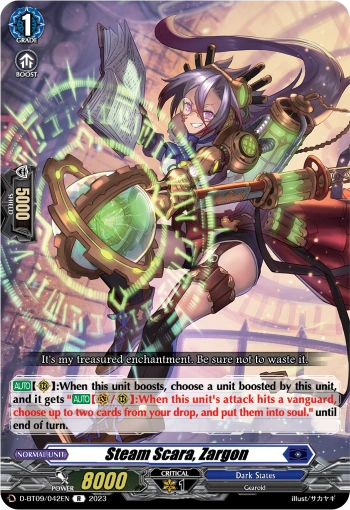 1
GRADE
BOOST
5000
SHIELD
It's my treasured enchantment. Be sure not to waste it.
AUTO【】:When this unit boosts, choose a unit boosted by this unit,
and it gets "AUTO【】:When this unit's attack hits a vanguard,
choose up to two cards from your drop, and put them into soul." until
end of turn.
NORMAL UNIT
Steam Scara, Zargon
POWER 8000
CRITICAL
1
Dark States
Gearoid
D-BT09/042EN R 2023
illust/サカヤギ